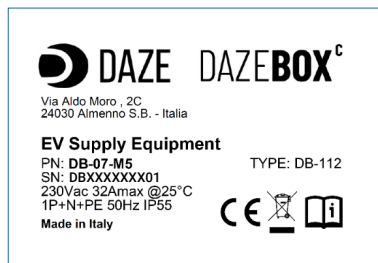 DAZE DAZEBOX C
Via Aldo Moro , 2C
24030 Almenno S.B. - Italia
EV Supply Equipment
PN: DB-07-M5 TYPE: DB-112
SN: DBXXXXXXX01
230Vac 32Amax @25°C
1P+N+PE 50Hz IP55
Made in Italy
CE i